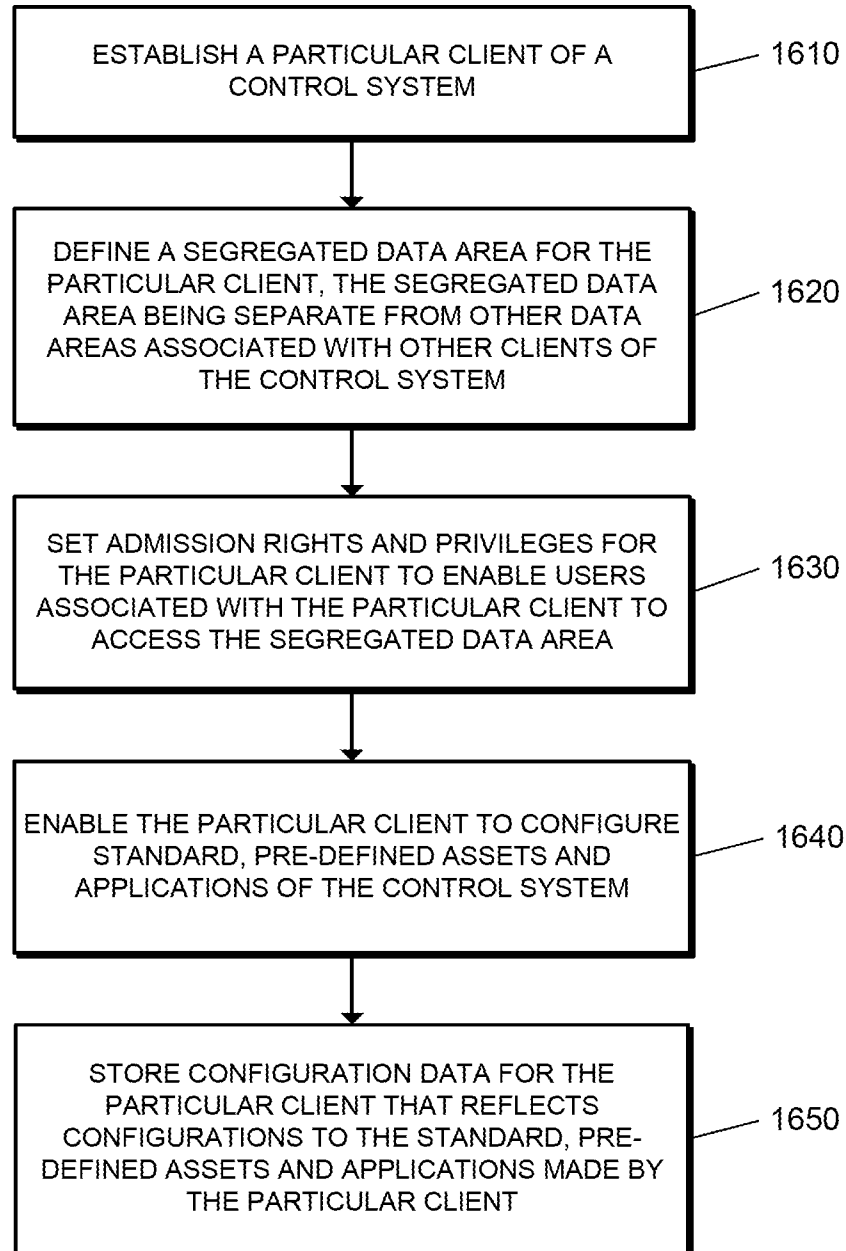 ESTABLISH A PARTICULAR CLIENT OF A
CONTROL SYSTEM
1610
DEFINE A SEGREGATED DATA AREA FOR THE
PARTICULAR CLIENT, THE SEGREGATED DATA
AREA BEING SEPARATE FROM OTHER DATA
AREAS ASSOCIATED WITH OTHER CLIENTS OF
THE CONTROL SYSTEM
1620
SET ADMISSION RIGHTS AND PRIVILEGES FOR
THE PARTICULAR CLIENT TO ENABLE USERS
ASSOCIATED WITH THE PARTICULAR CLIENT TO
ACCESS THE SEGREGATED DATA AREA
1630
ENABLE THE PARTICULAR CLIENT TO CONFIGURE
STANDARD, PRE-DEFINED ASSETS AND
APPLICATIONS OF THE CONTROL SYSTEM
1640
STORE CONFIGURATION DATA FOR THE
PARTICULAR CLIENT THAT REFLECTS
CONFIGURATIONS TO THE STANDARD, PRE-
DEFINED ASSETS AND APPLICATIONS MADE BY
THE PARTICULAR CLIENT
1650